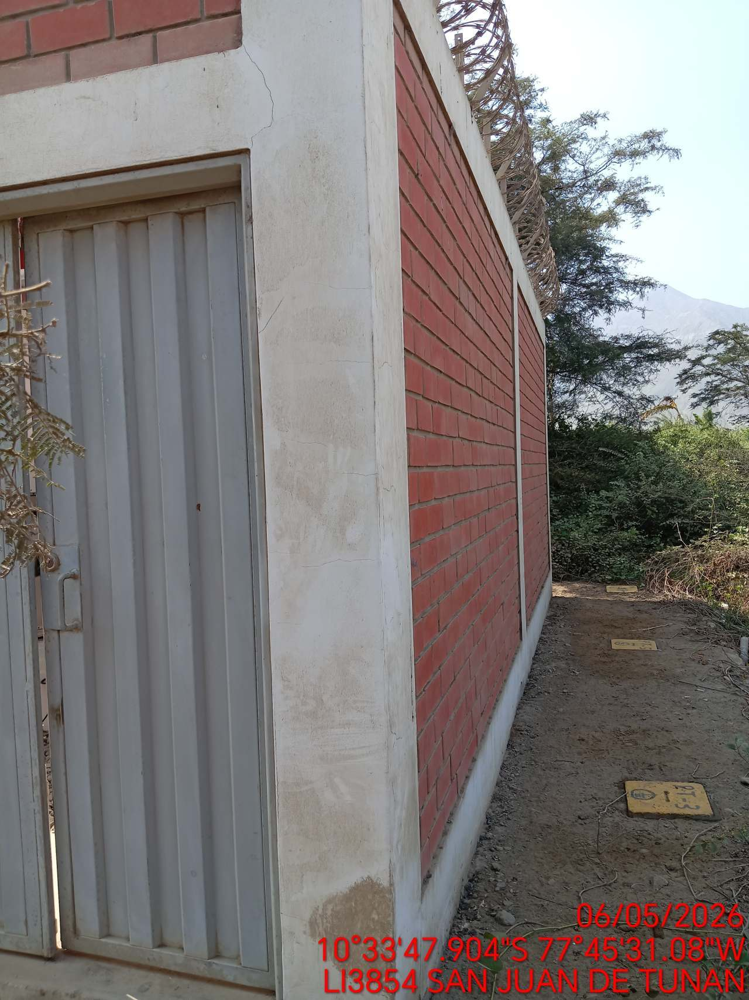 PT-3
06/05/2026
10°33'47.904"S 77°45'31.08"W
LI3854 SAN JUAN DE TUNAN